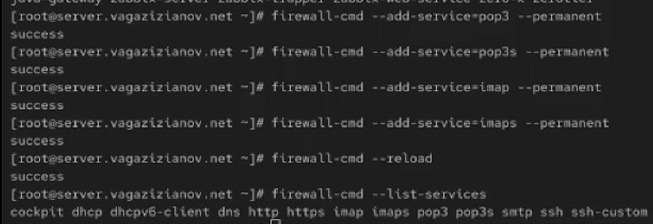 java-gateway zabbix-server zabbix-trapper zabbix-web-service zero-k zerotier
[root@server.vagazizianov.net ~]# firewall-cmd --add-service=pop3 --permanent
success
[root@server.vagazizianov.net ~]# firewall-cmd --add-service=pop3s --permanent
success
[root@server.vagazizianov.net ~]# firewall-cmd --add-service=imap --permanent
success
[root@server.vagazizianov.net ~]# firewall-cmd --add-service=imaps --permanent
success
[root@server.vagazizianov.net ~]# firewall-cmd --reload
success
[root@server.vagazizianov.net ~]# firewall-cmd --list-services
cockpit dhcp dhcpv6-client dns http https imap imaps pop3 pop3s smtp ssh ssh-custom